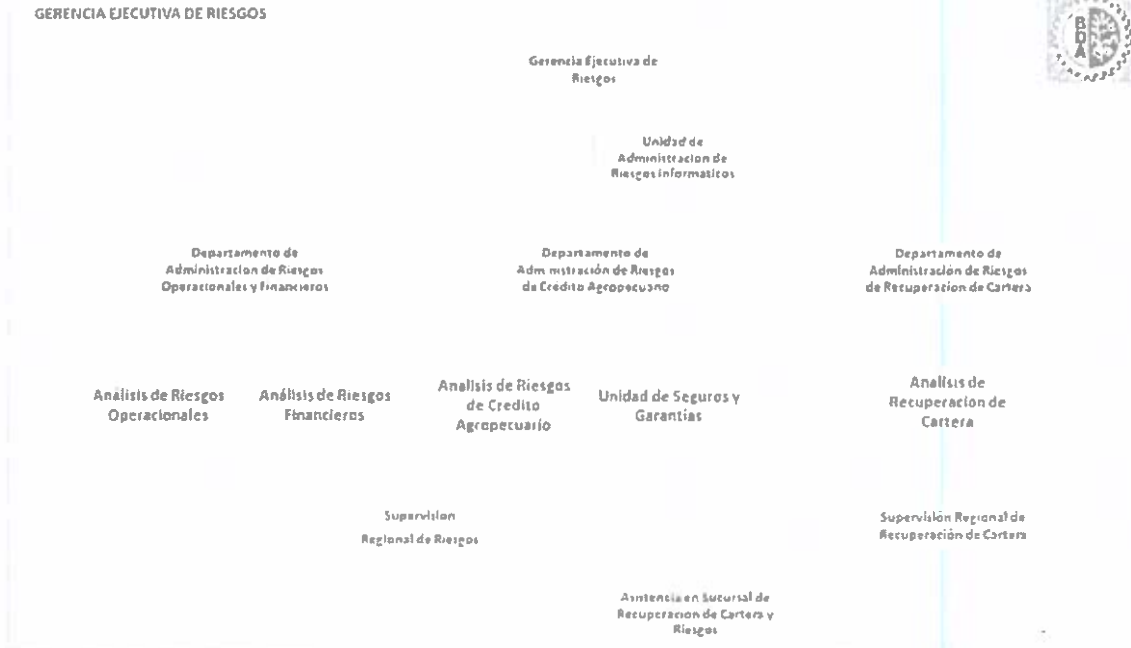 GERENCIA EJECUTIVA DE RIESGOS
BDA
Gerencia Ejecutiva de
Riesgos
Unidad de
Administracion de
Riesgos informaticos
Departamento de
Administracion de Riesgos
Operacionales y Financieros
Departamento de
Administración de Riesgos
de Crédito Agropecuario
Departamento de
Administración de Riesgos
de Recuperacion de Cartera
Analisis de Riesgos
Operacionales
Análisis de Riesgos
Financieros
Analisis de Riesgos
de Credito
Agropecuario
Unidad de Seguros y
Garantias
Analisis de
Recuperacion de
Cartera
Supervision
Regional de Riesgos
Supervisión Regional de
Recuperación de Cartera
Asistencia en Sucursal de
Recuperacion de Cartera y
Riesgos